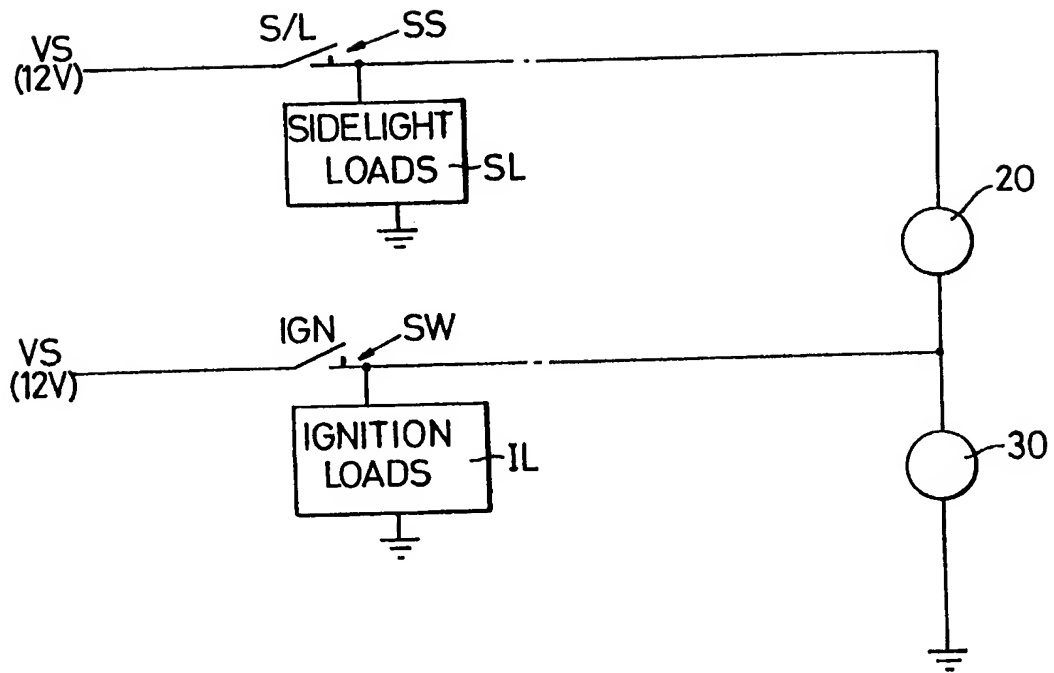 S/L
SS
VS
(12V)
SIDELIGHT
LOADS
SL
20
IGN
SW
VS
(12V)
IGNITION
LOADS
IL
30